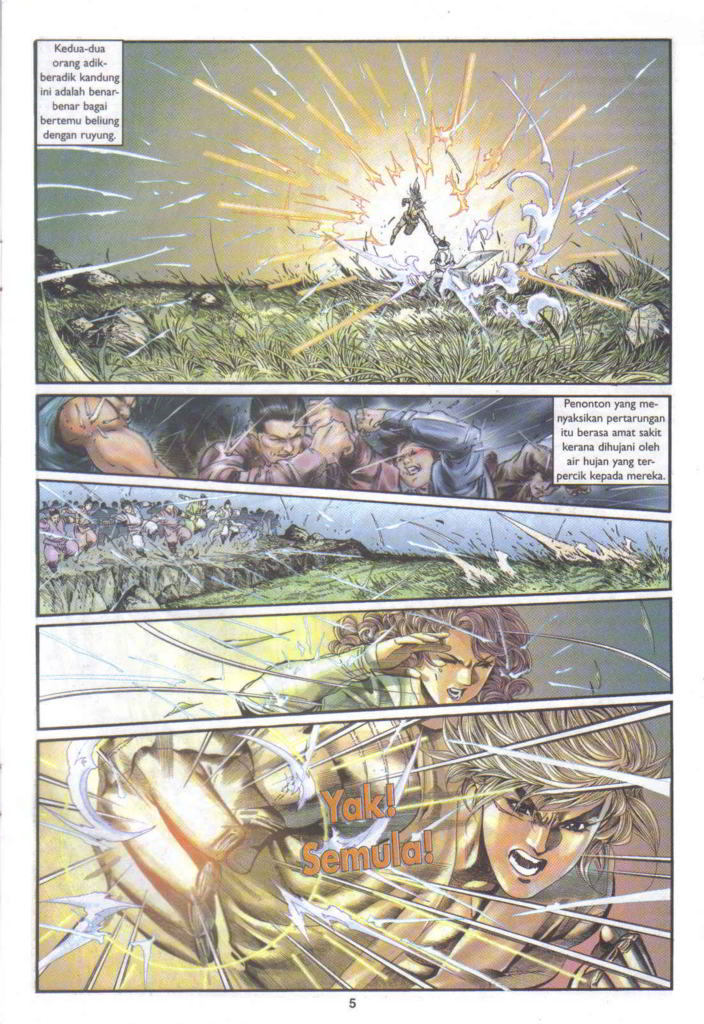 Kedua-dua
orang adik-
beradik kandung
ini adalah benar-
benar bagai
bertemu beliung
dengan ruyung.
Penonton yang me-
nyaksikan pertarungan
itu berasa amat sakit
kerana dihujani oleh
air hujan yang ter-
percik kepada mereka.
Yak!
Semula!
5